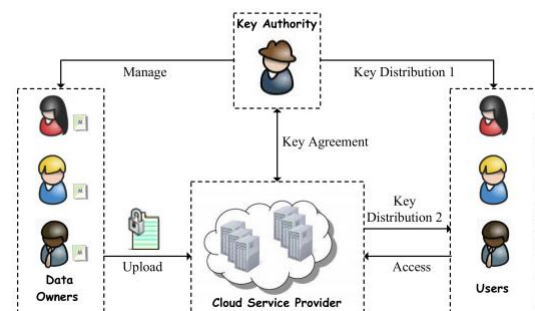 Key Authority
Manage
Key Distribution 1
Key Agreement
M
M
M
Key
Distribution 2
Upload
Access
Data
Owners
Cloud Service Provider
Users